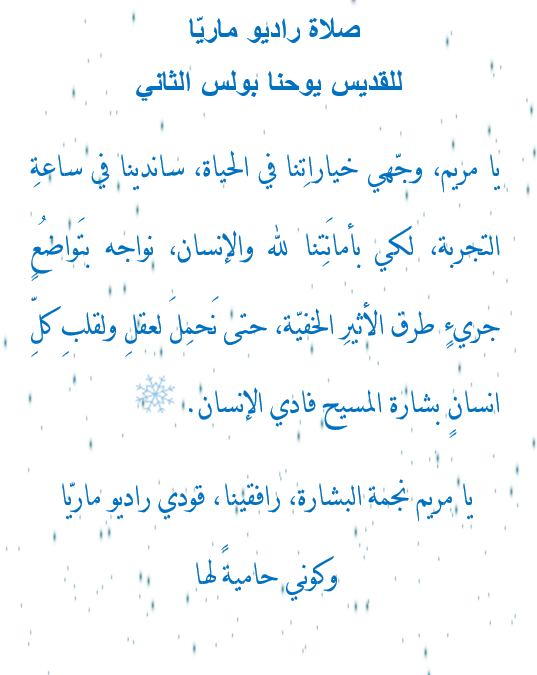 صلاة راديو ماريّا
للقديس يوحنا بولس الثاني
يا مريم، وجّهي خياراتِنا في الحياة، ساندينا في ساعةِ
التجربة، لكي بأمانَتِنا لله والإنسان، نواجه بتَواضُعٍ
جريءٍ طرق الأثيرِ الخفيّة، حتى نَحمِلَ لعقلِ ولقلبِ كلِّ
انسانٍ بشارة المسيح فادي الإنسان.
يا مريم نجمة البشارة، رافقينا، قودي راديو ماريّا
وكوني حاميةً لها